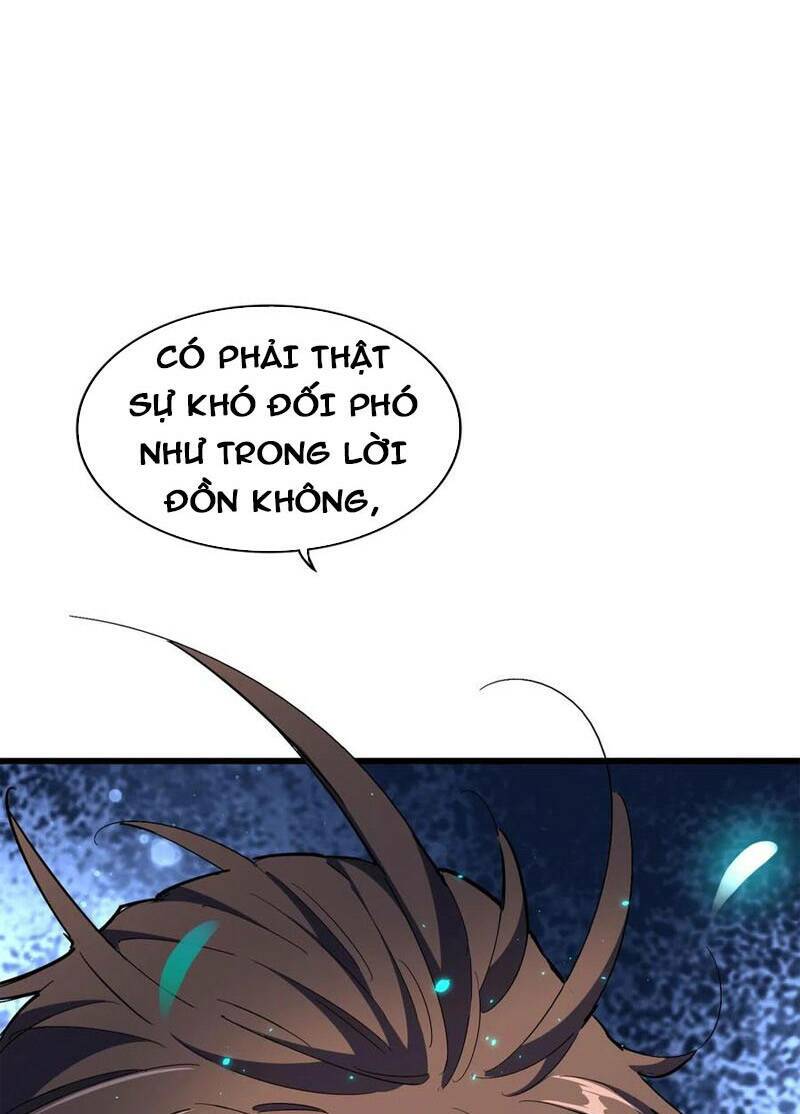 CÓ PHẢI THẬT
SỰ KHÓ ĐỐI PHÓ
NHƯ TRONG LỜI
ĐỒN KHÔNG,